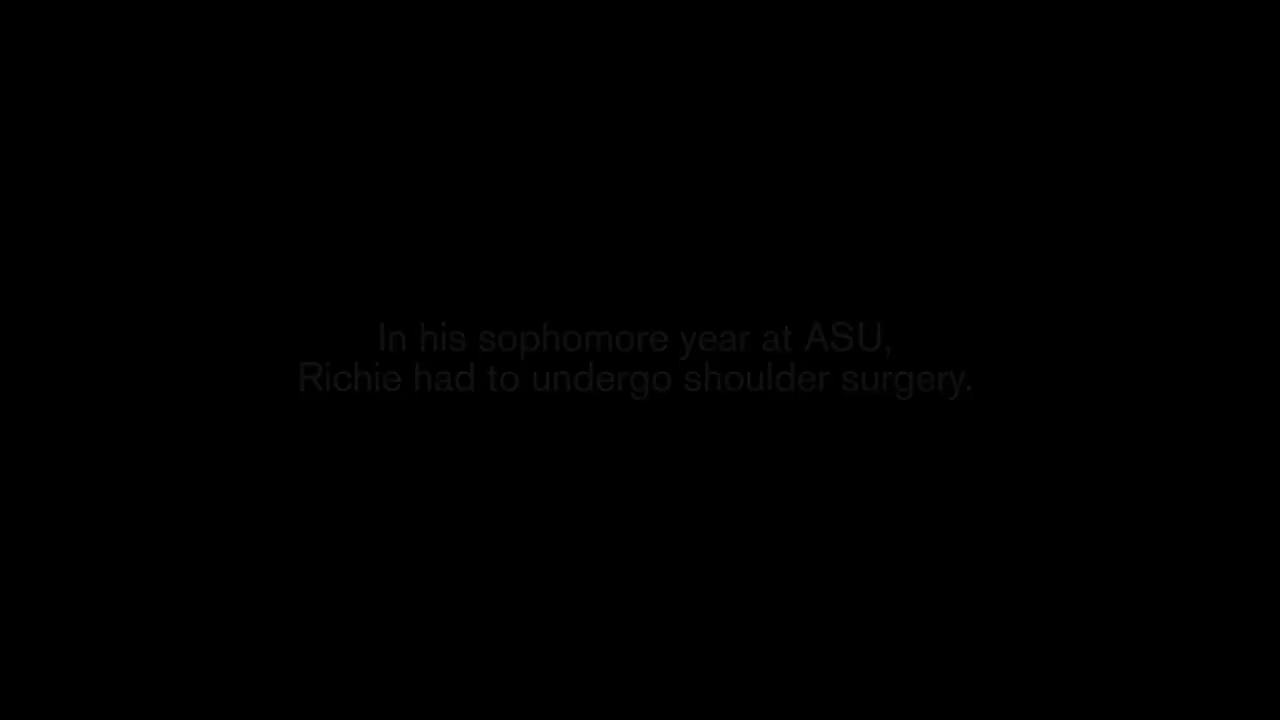 In his sophomore year at ASU,
Richie had to undergo shoulder surgery.